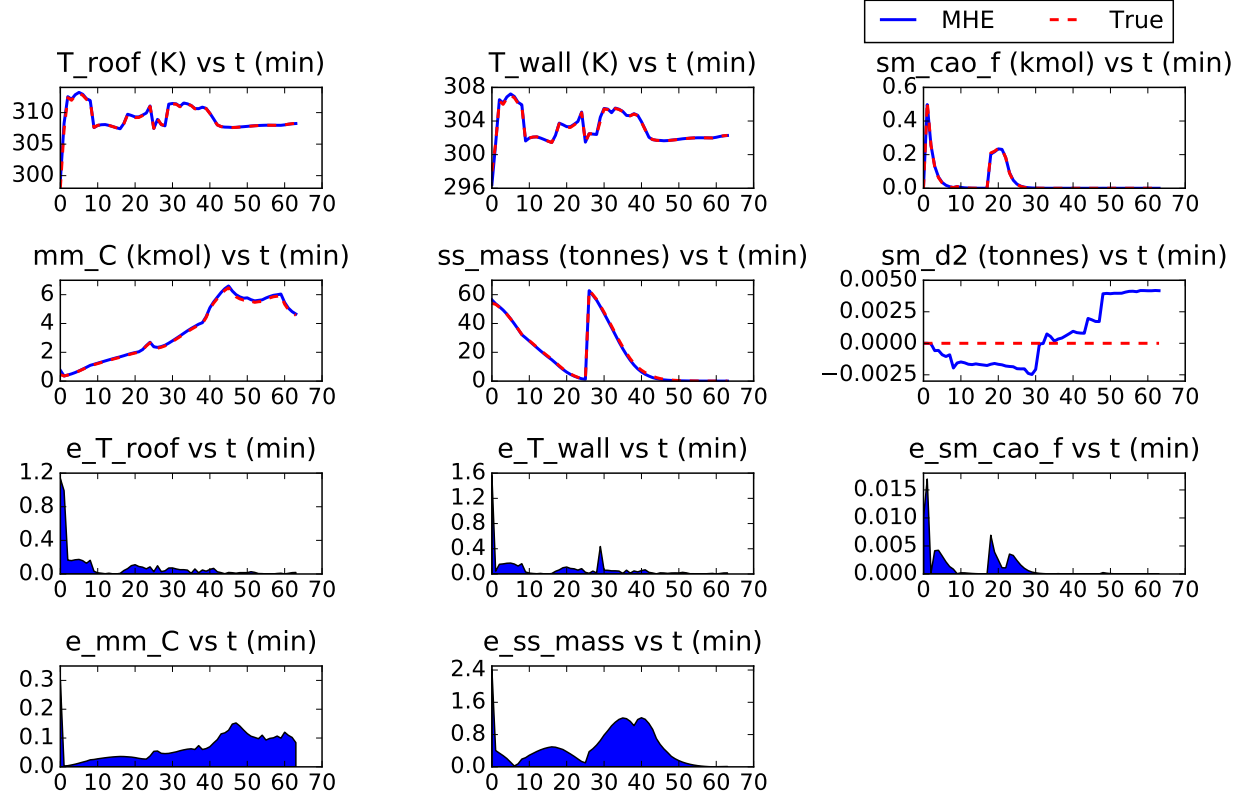 MHE True
T_roof (K) vs t (min)
310
305
300
0 10 20 30 40 50 60 70
T_wall (K) vs t (min)
308
304
300
296
0 10 20 30 40 50 60 70
sm_cao_f (kmol) vs t (min)
0.6
0.4
0.2
0.0
0 10 20 30 40 50 60 70
mm_C (kmol) vs t (min)
6
4
2
0
0 10 20 30 40 50 60 70
ss_mass (tonnes) vs t (min)
60
40
20
0
0 10 20 30 40 50 60 70
sm_d2 (tonnes) vs t (min)
0.0050
0.0025
0.0000
−0.0025
0 10 20 30 40 50 60 70
e_T_roof vs t (min)
1.2
0.8
0.4
0.0
0 10 20 30 40 50 60 70
e_T_wall vs t (min)
1.6
1.2
0.8
0.4
0.0
0 10 20 30 40 50 60 70
e_sm_cao_f vs t (min)
0.015
0.010
0.005
0.000
0 10 20 30 40 50 60 70
e_mm_C vs t (min)
0.3
0.2
0.1
0.0
0 10 20 30 40 50 60 70
e_ss_mass vs t (min)
2.4
1.6
0.8
0.0
0 10 20 30 40 50 60 70